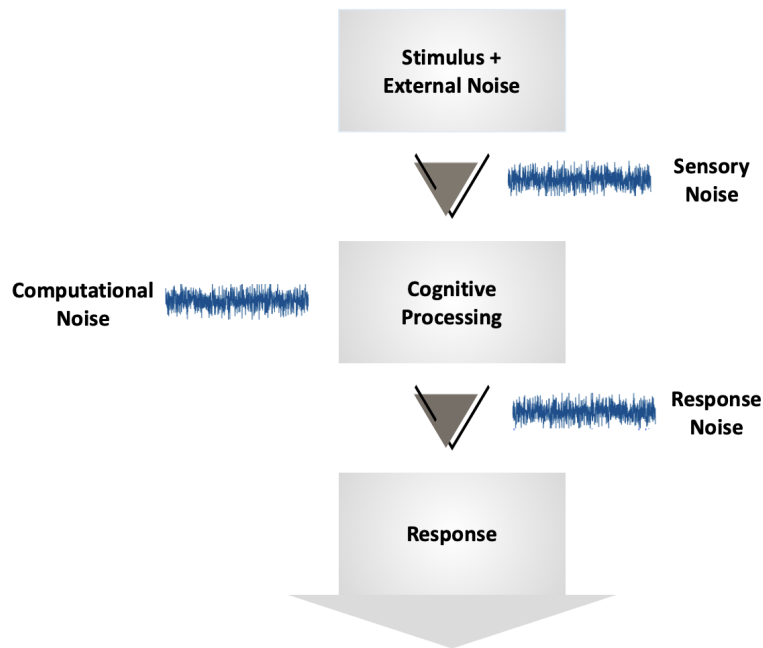 Stimulus +
External Noise
Sensory
Noise
Computational
Noise
Cognitive
Processing
Response
Noise
Response